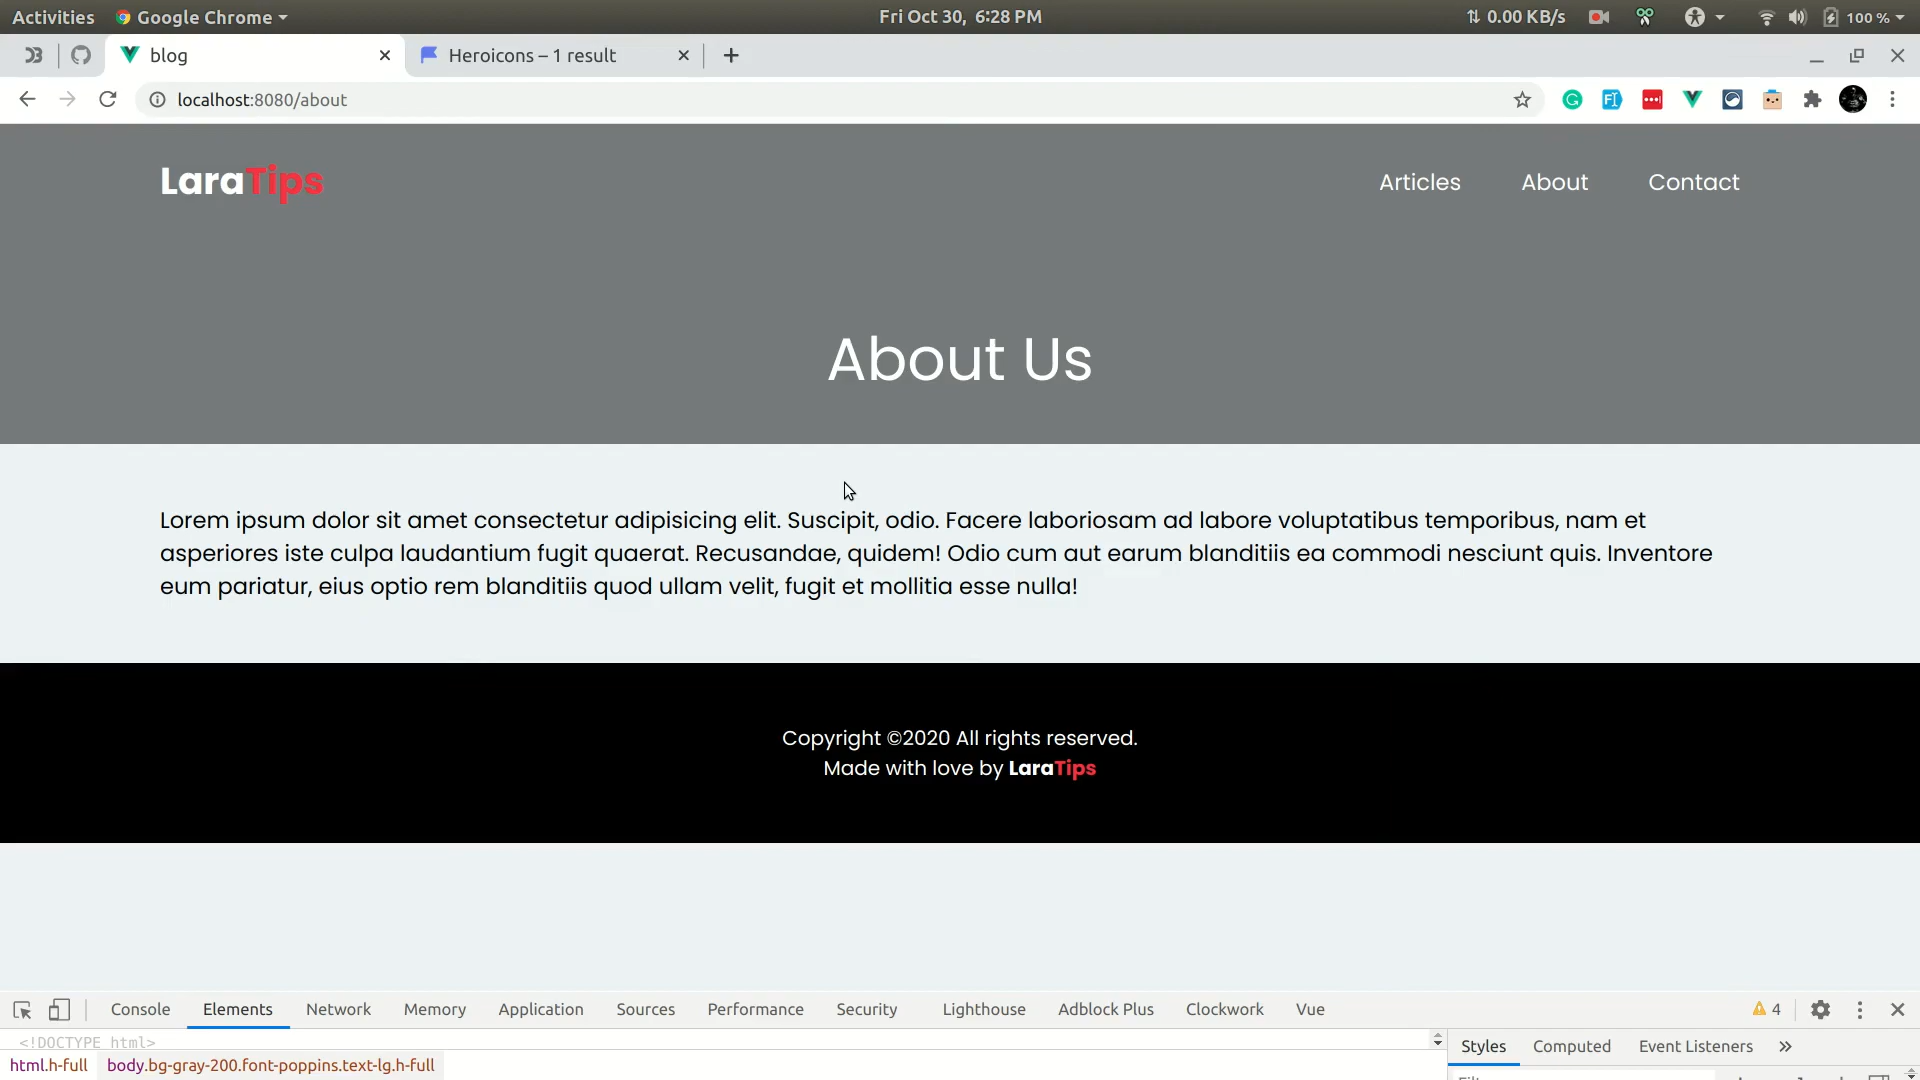 Activities Google Chrome Fri Oct 30, 6:28 PM 0.00 KB/s 100 %
blog Heroicons – 1 result
localhost:8080/about
LaraTips Articles About Contact
About Us
Lorem ipsum dolor sit amet consectetur adipisicing elit. Suscipit, odio. Facere laboriosam ad labore voluptatibus temporibus, nam et
asperiores iste culpa laudantium fugit quaerat. Recusandae, quidem! Odio cum aut earum blanditiis ea commodi nesciunt quis. Inventore
eum pariatur, eius optio rem blanditiis quod ullam velit, fugit et mollitia esse nulla!
Copyright ©2020 All rights reserved.
Made with love by LaraTips
Console Elements Network Memory Application Sources Performance Security Lighthouse Adblock Plus Clockwork Vue 4
<!DOCTYPE html>
Styles Computed Event Listeners
html.h-full body.bg-gray-200.font-poppins.text-lg.h-full